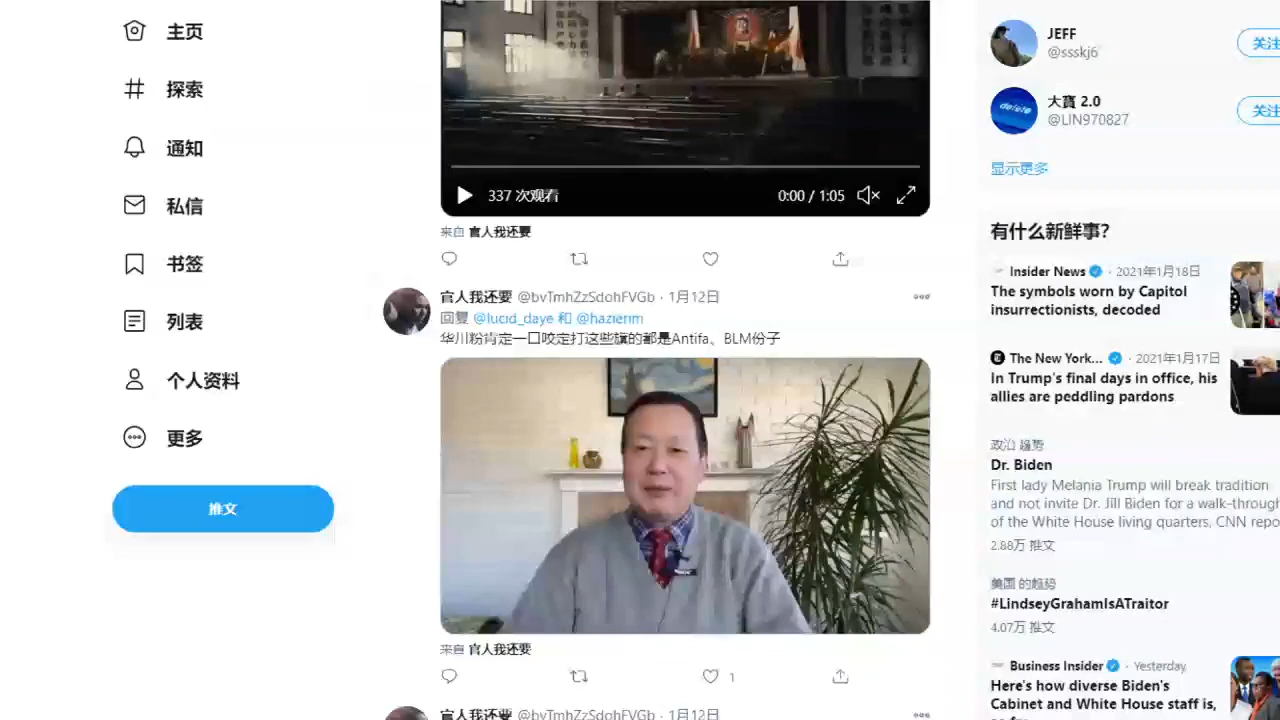 主页
探索
通知
私信
书签
列表
个人资料
更多
推文
337 次观看
0:00 / 1:05
来自 官人我还要
官人我还要 @bvTmhZzSdohFVGb · 1月12日
回复 @lucid_daye 和 @hazierim
华川粉肯定一口咬定打这些旗的都是Antifa、BLM份子
来自 官人我还要
1
官人我还要 @bvTmhZzSdohFVGb · 1月12日
JEFF
@ssskj6
关注
大寶 2.0
@LIN970827
关注
显示更多
有什么新鲜事?
Insider News · 2021年1月18日
The symbols worn by Capitol
insurrectionists, decoded
The New York... · 2021年1月17日
In Trump's final days in office, his
allies are peddling pardons
政治 趋势
Dr. Biden
First lady Melania Trump will break tradition
and not invite Dr. Jill Biden for a walk-through
of the White House living quarters, CNN repo
2.88万 推文
美国 的趋势
#LindseyGrahamIsATraitor
4.07万 推文
Business Insider · Yesterday
Here's how diverse Biden's
Cabinet and White House staff is,